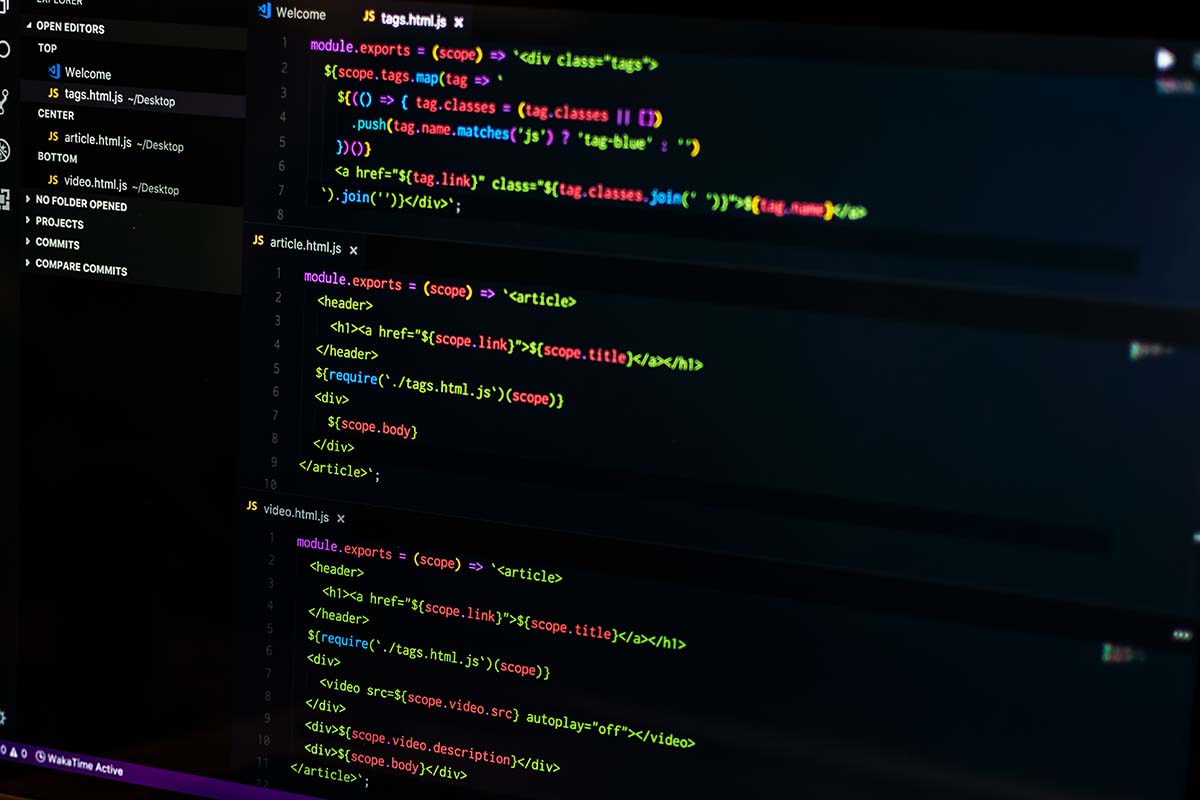 EXPLORER
OPEN EDITORS
TOP
Welcome
JS tags.html.js ~/Desktop
CENTER
JS article.html.js ~/Desktop
BOTTOM
JS video.html.js ~/Desktop
NO FOLDER OPENED
PROJECTS
COMMITS
COMPARE COMMITS
0 0 WakaTime Active
Welcome JS tags.html.js ×
1 module.exports = (scope) => `<div class="tags">
2 ${scope.tags.map(tag => `
3 ${(() => { tag.classes = (tag.classes || [])
4 .push(tag.name.matches('js') ? 'tag-blue' : '')
5 })()}
6 <a href="${tag.link}" class="${tag.classes.join(' ')}">${tag.name}</a>
7 `).join('')}</div>`;
8
JS article.html.js ×
1 module.exports = (scope) => `<article>
2 <header>
3 <h1><a href="${scope.link}">${scope.title}</a></h1>
4 </header>
5 ${require(`./tags.html.js`)(scope)}
6 <div>
7 ${scope.body}
8 </div>
9 </article>`;
10
JS video.html.js ×
1 module.exports = (scope) => `<article>
2 <header>
3 <h1><a href="${scope.link}">${scope.title}</a></h1>
4 </header>
5 ${require(`./tags.html.js`)(scope)}
6 <div>
7 <video src=${scope.video.src} autoplay="off"></video>
8 </div>
9 <div>${scope.video.description}</div>
10 <div>${scope.body}</div>
11 </article>`;
12